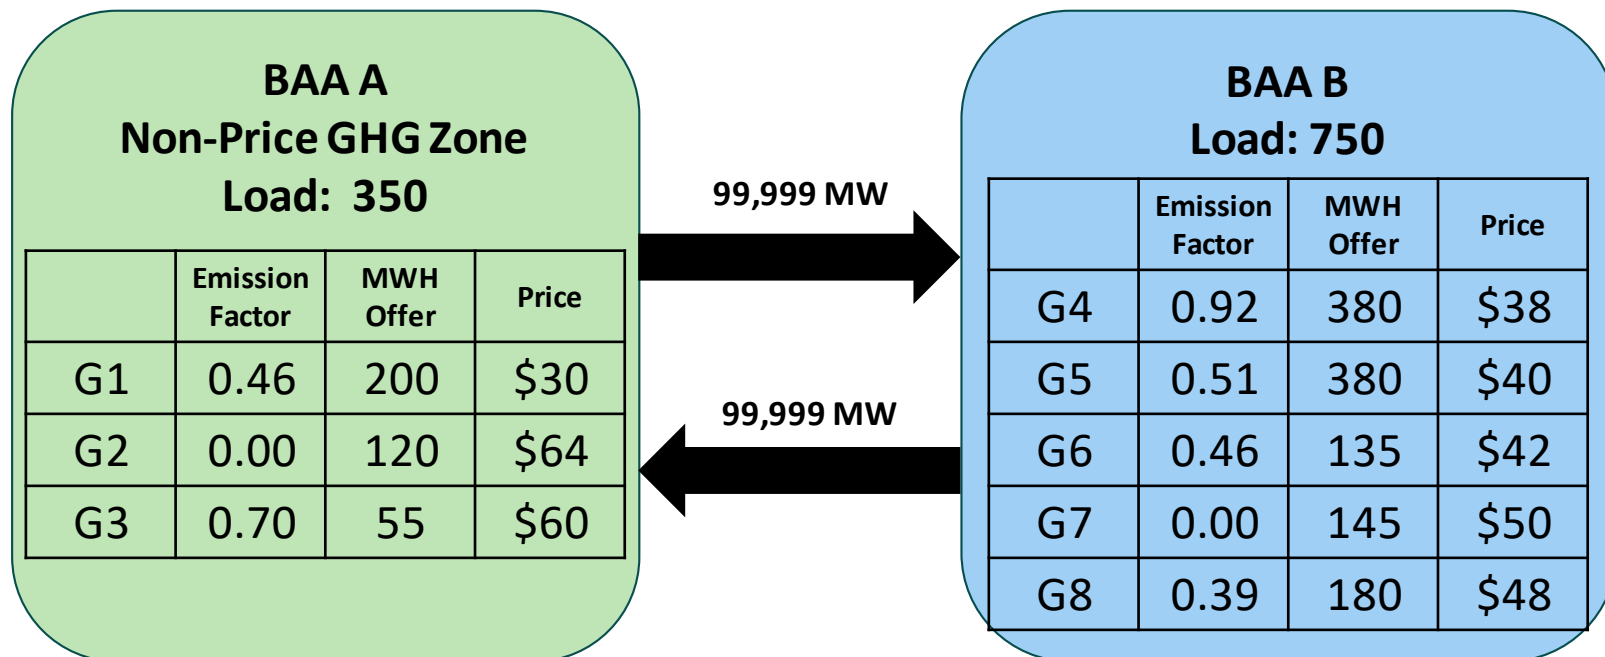 BAA A
Non-Price GHG Zone
Load: 350
Emission Factor MWH Offer Price
G1 0.46 200 $30
G2 0.00 120 $64
G3 0.70 55 $60
99,999 MW
99,999 MW
BAA B
Load: 750
Emission Factor MWH Offer Price
G4 0.92 380 $38
G5 0.51 380 $40
G6 0.46 135 $42
G7 0.00 145 $50
G8 0.39 180 $48